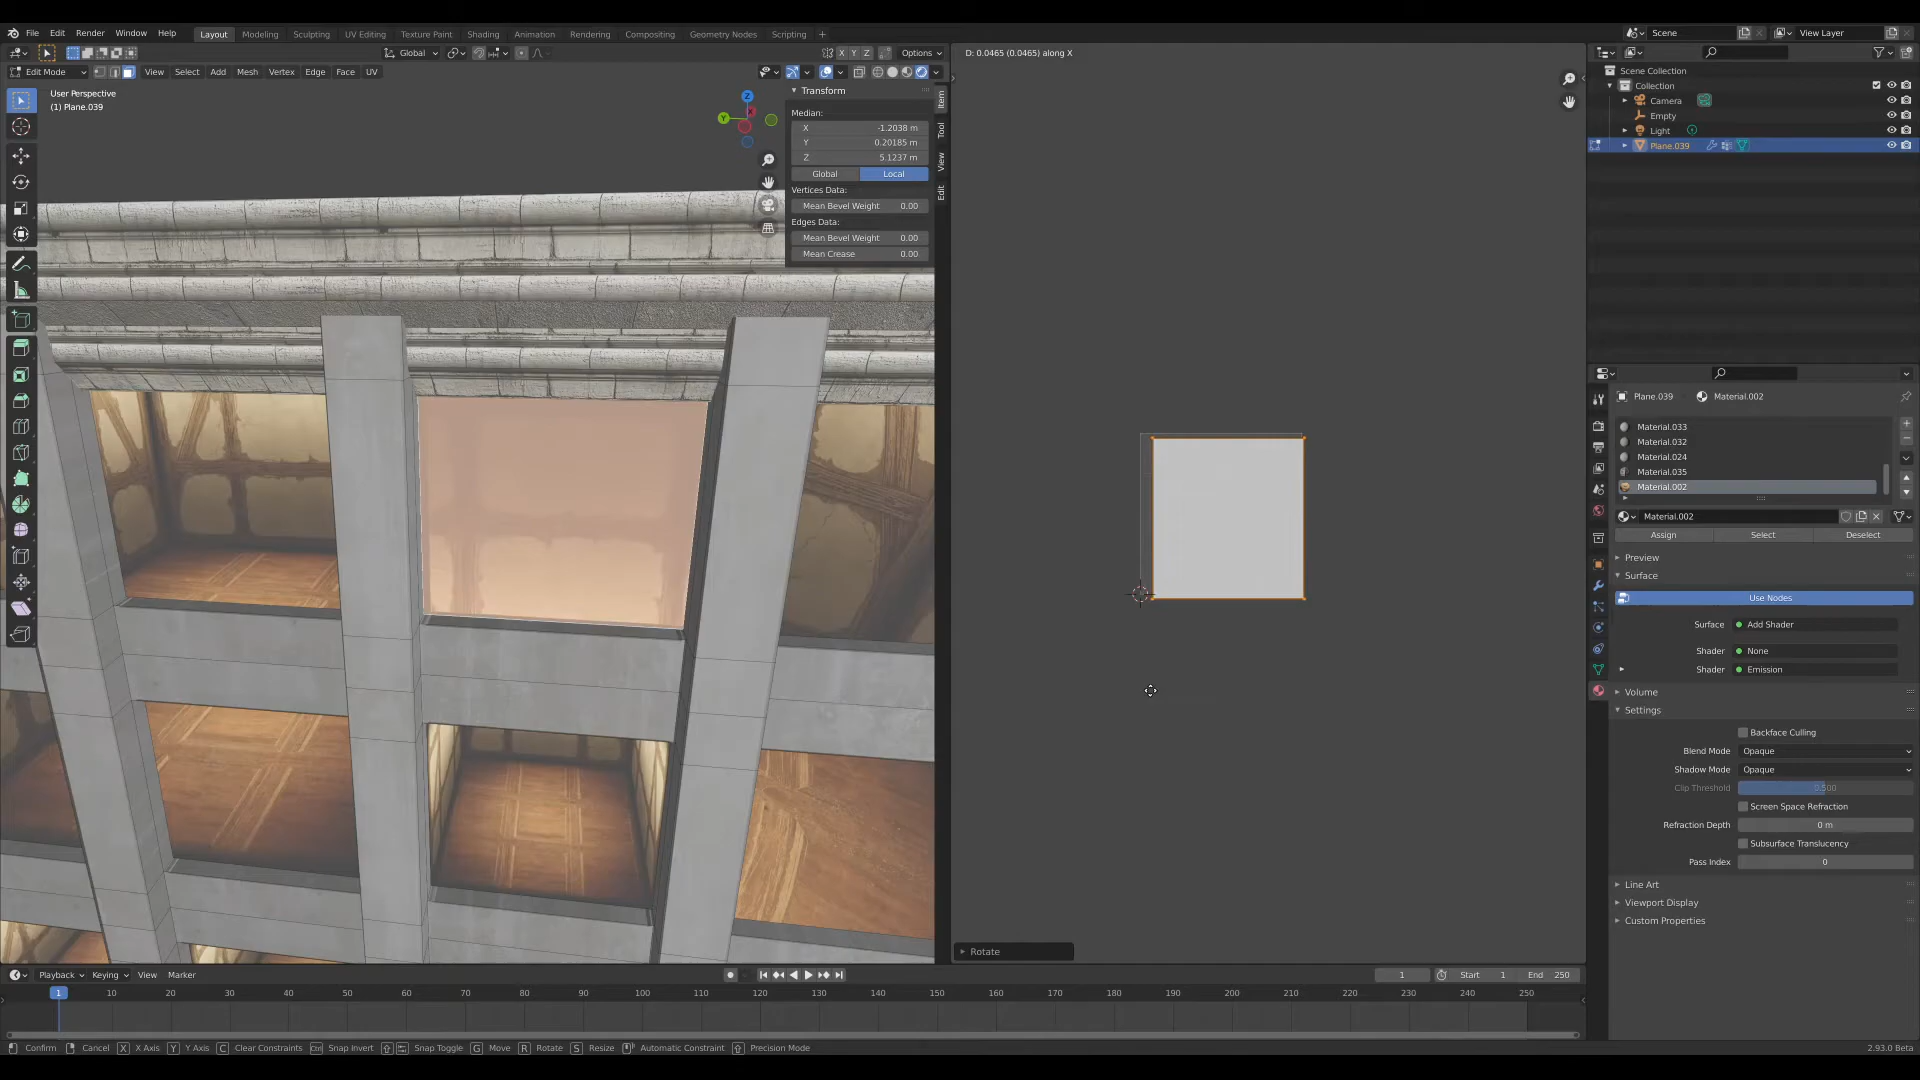 File Edit Render Window Help Layout Modeling Sculpting UV Editing Texture Paint Shading Animation Rendering Compositing Geometry Nodes Scripting + Scene View Layer
Global X Y Z Options D: 0.0465 (0.0465) along X
Edit Mode View Select Add Mesh Vertex Edge Face UV
User Perspective
(1) Plane.039
Transform
Median:
X -1.2038 m
Y 0.20185 m
Z 5.1237 m
Global Local
Vertices Data:
Mean Bevel Weight 0.00
Edges Data:
Mean Bevel Weight 0.00
Mean Crease 0.00
Item
Tool
View
Edit
Z
Y
Rotate
Scene Collection
Collection
Camera
Empty
Light
Plane.039
Plane.039 Material.002
Material.033
Material.032
Material.024
Material.035
Material.002
Material.002
Assign Select Deselect
Preview
Surface
Use Nodes
Surface Add Shader
Shader None
Shader Emission
Volume
Settings
Backface Culling
Blend Mode Opaque
Shadow Mode Opaque
Clip Threshold 0.500
Screen Space Refraction
Refraction Depth 0 m
Subsurface Translucency
Pass Index 0
Line Art
Viewport Display
Custom Properties
Playback Keying View Marker 1 Start 1 End 250
1 10 20 30 40 50 60 70 80 90 100 110 120 130 140 150 160 170 180 190 200 210 220 230 240 250
Confirm Cancel X X Axis Y Y Axis C Clear Constraints Ctrl Snap Invert Snap Toggle G Move R Rotate S Resize Automatic Constraint Precision Mode 2.93.0 Beta